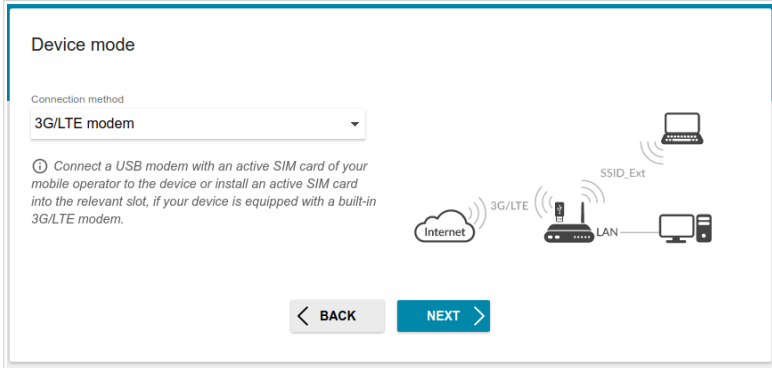 Device mode
Connection method
3G/LTE modem
Connect a USB modem with an active SIM card of your
mobile operator to the device or install an active SIM card
into the relevant slot, if your device is equipped with a built-in
3G/LTE modem.
SSID_Ext
3G/LTE
Internet
LAN
BACK
NEXT